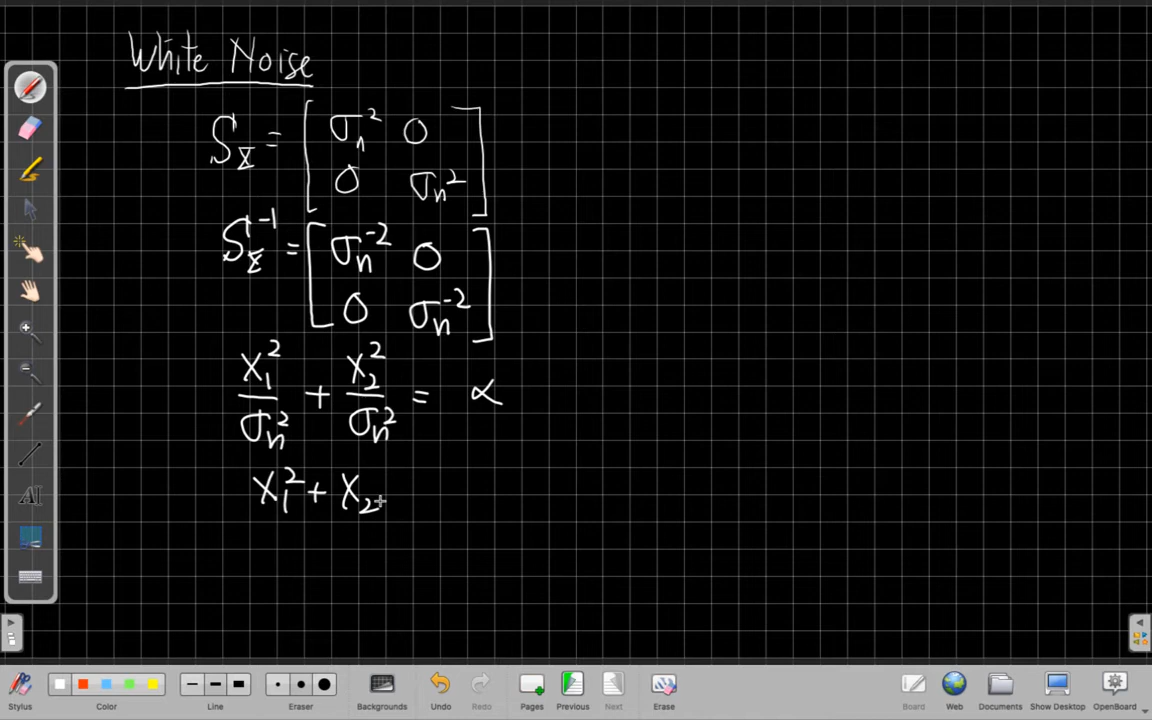 White Noise
S_X = [ σ_n^2 0
0 σ_n^2 ]
S_X^-1 = [ σ_n^-2 0
0 σ_n^-2 ]
X_1^2 / σ_n^2 + X_2^2 / σ_n^2 = α
X_1^2 + X_2
Stylus Color Line Eraser Backgrounds Undo Redo Pages Previous Next Erase Board Web Documents Show Desktop OpenBoard